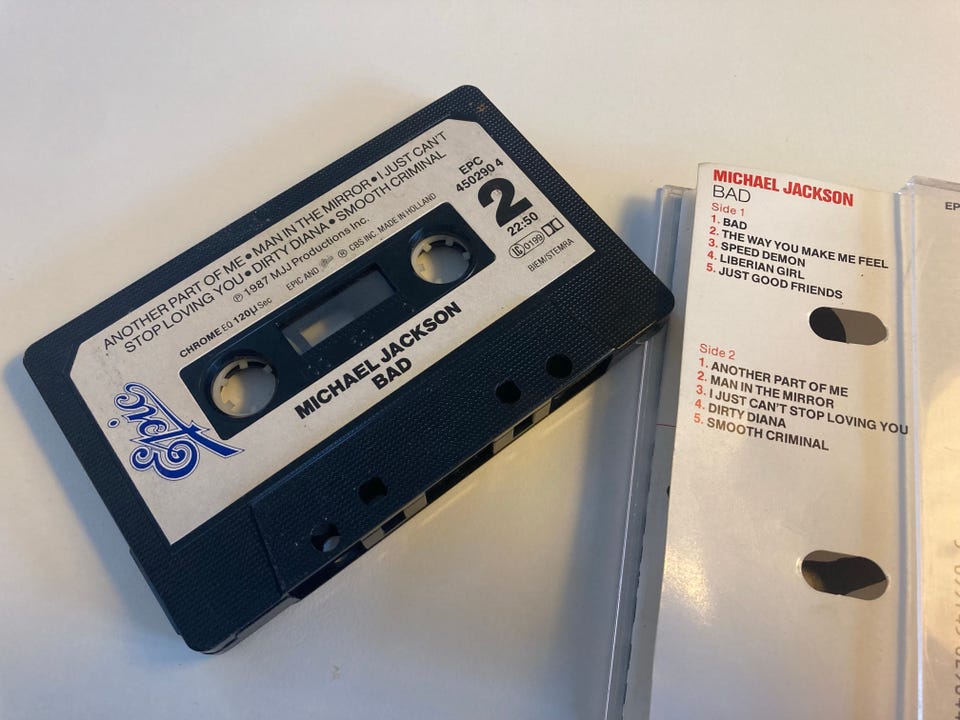 ANOTHER PART OF ME • MAN IN THE MIRROR • I JUST CAN'T
STOP LOVING YOU • DIRTY DIANA • SMOOTH CRIMINAL
℗ 1987 MJJ Productions Inc.
EPIC AND ® CBS INC. MADE IN HOLLAND
CHROME EQ 120µ Sec
EPC
450290 4
2
22:50
LC 0199
BIEM/STEMRA
Epic
MICHAEL JACKSON
BAD
MICHAEL JACKSON
BAD
Side 1
1. BAD
2. THE WAY YOU MAKE ME FEEL
3. SPEED DEMON
4. LIBERIAN GIRL
5. JUST GOOD FRIENDS
Side 2
1. ANOTHER PART OF ME
2. MAN IN THE MIRROR
3. I JUST CAN'T STOP LOVING YOU
4. DIRTY DIANA
5. SMOOTH CRIMINAL
EP